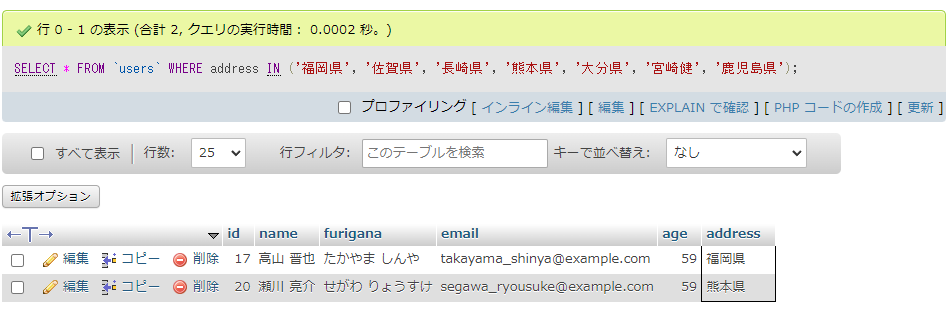 行 0 - 1 の表示 (合計 2, クエリの実行時間： 0.0002 秒。)
SELECT * FROM `users` WHERE address IN ('福岡県', '佐賀県', '長崎県', '熊本県', '大分県', '宮崎健', '鹿児島県');
プロファイリング [ インライン編集 ] [ 編集 ] [ EXPLAIN で確認 ] [ PHP コードの作成 ] [ 更新 ]
すべて表示 行数: 25 行フィルタ: このテーブルを検索 キーで並べ替え: なし
拡張オプション
←T→ id name furigana email age address
編集 コピー 削除 17 高山 晋也 たかやま しんや takayama_shinya@example.com 59 福岡県
編集 コピー 削除 20 瀬川 亮介 せがわ りょうすけ segawa_ryousuke@example.com 59 熊本県